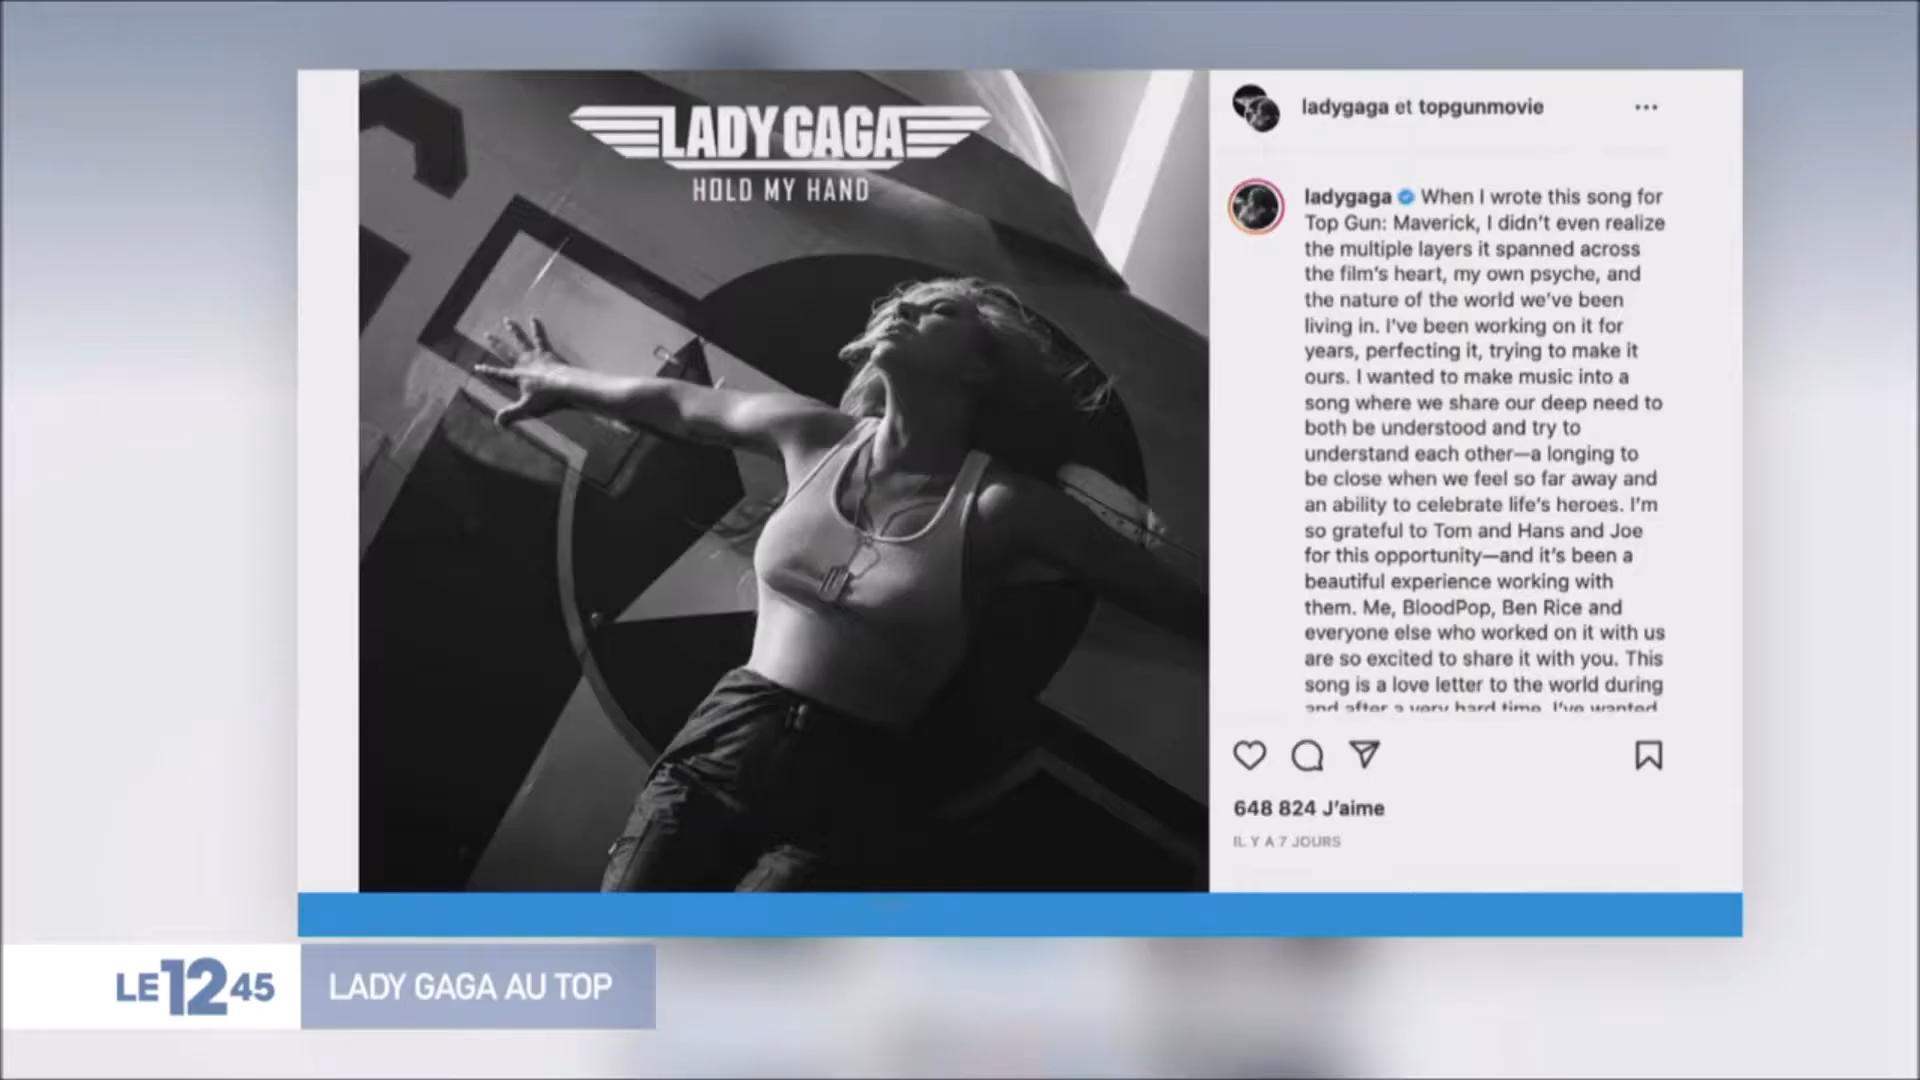 LADY GAGA
HOLD MY HAND
ladygaga et topgunmovie
ladygaga When I wrote this song for
Top Gun: Maverick, I didn't even realize
the multiple layers it spanned across
the film's heart, my own psyche, and
the nature of the world we've been
living in. I've been working on it for
years, perfecting it, trying to make it
ours. I wanted to make music into a
song where we share our deep need to
both be understood and try to
understand each other—a longing to
be close when we feel so far away and
an ability to celebrate life's heroes. I'm
so grateful to Tom and Hans and Joe
for this opportunity—and it's been a
beautiful experience working with
them. Me, BloodPop, Ben Rice and
everyone else who worked on it with us
are so excited to share it with you. This
song is a love letter to the world during
and after a very hard time. I've wanted
648 824 J'aime
IL Y A 7 JOURS
LE 12 45
LADY GAGA AU TOP